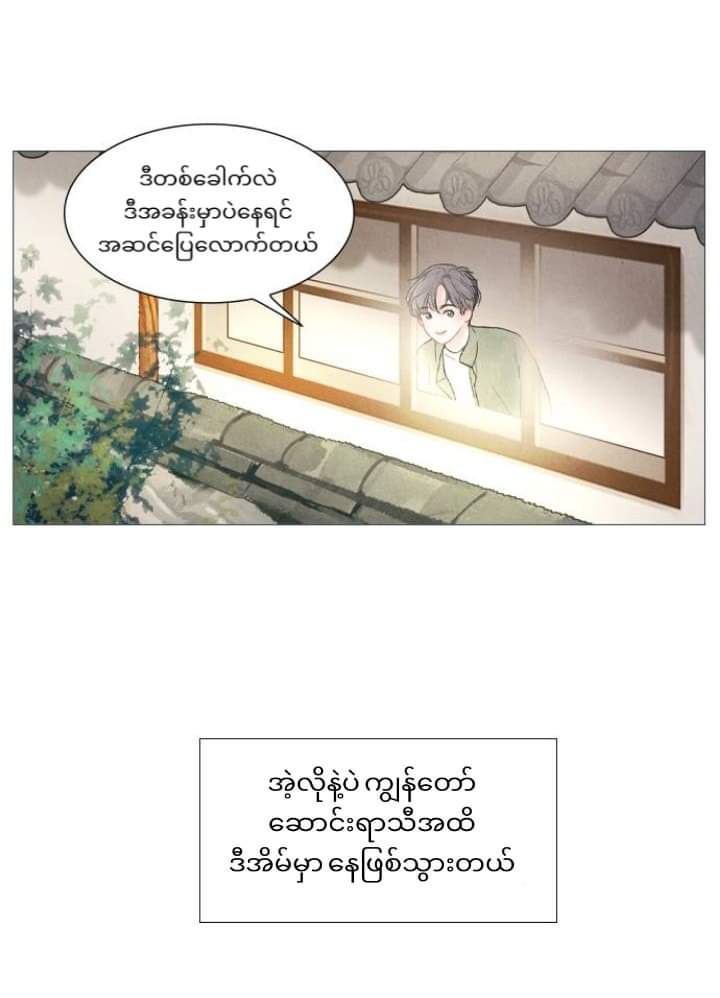 ဒီတစ်ခေါက်လဲ
ဒီအခန်းမှာပဲနေရင်
အဆင်ပြေလောက်တယ်
အဲ့လိုနဲ့ပဲ ကျွန်တော်
ဆောင်းရာသီအထိ
ဒီအိမ်မှာ နေဖြစ်သွားတယ်